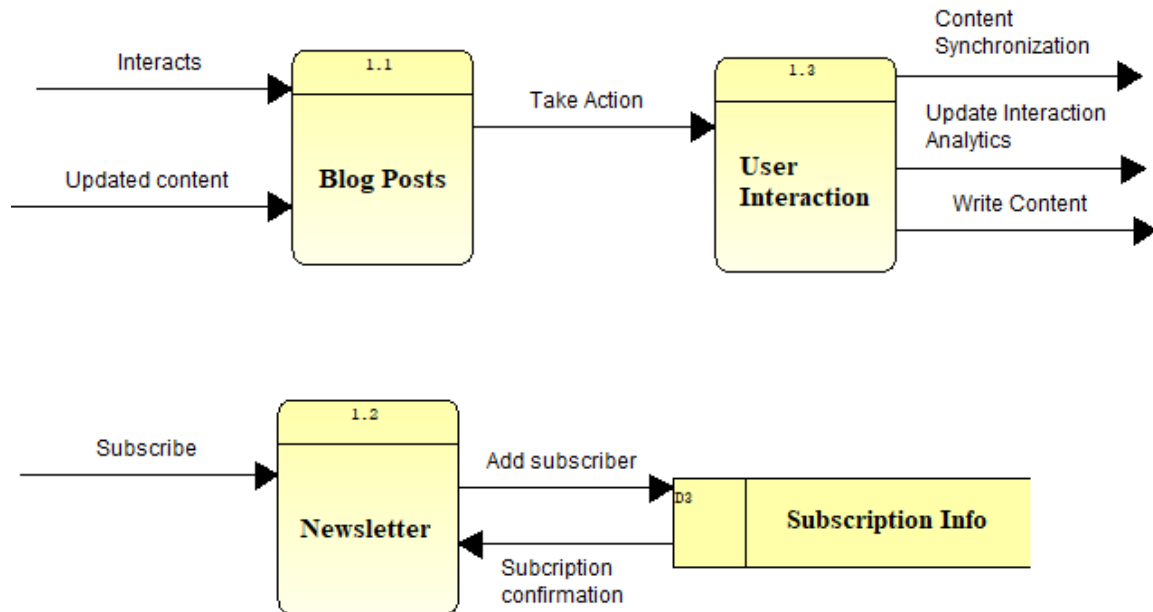 Interacts
1.1
Take Action
1.3
Content
Synchronization
Update Interaction
Analytics
Updated content
Blog Posts
User
Interaction
Write Content
1.2
Subscribe
Add subscriber
D3
Subscription Info
Newsletter
Subcription
confirmation